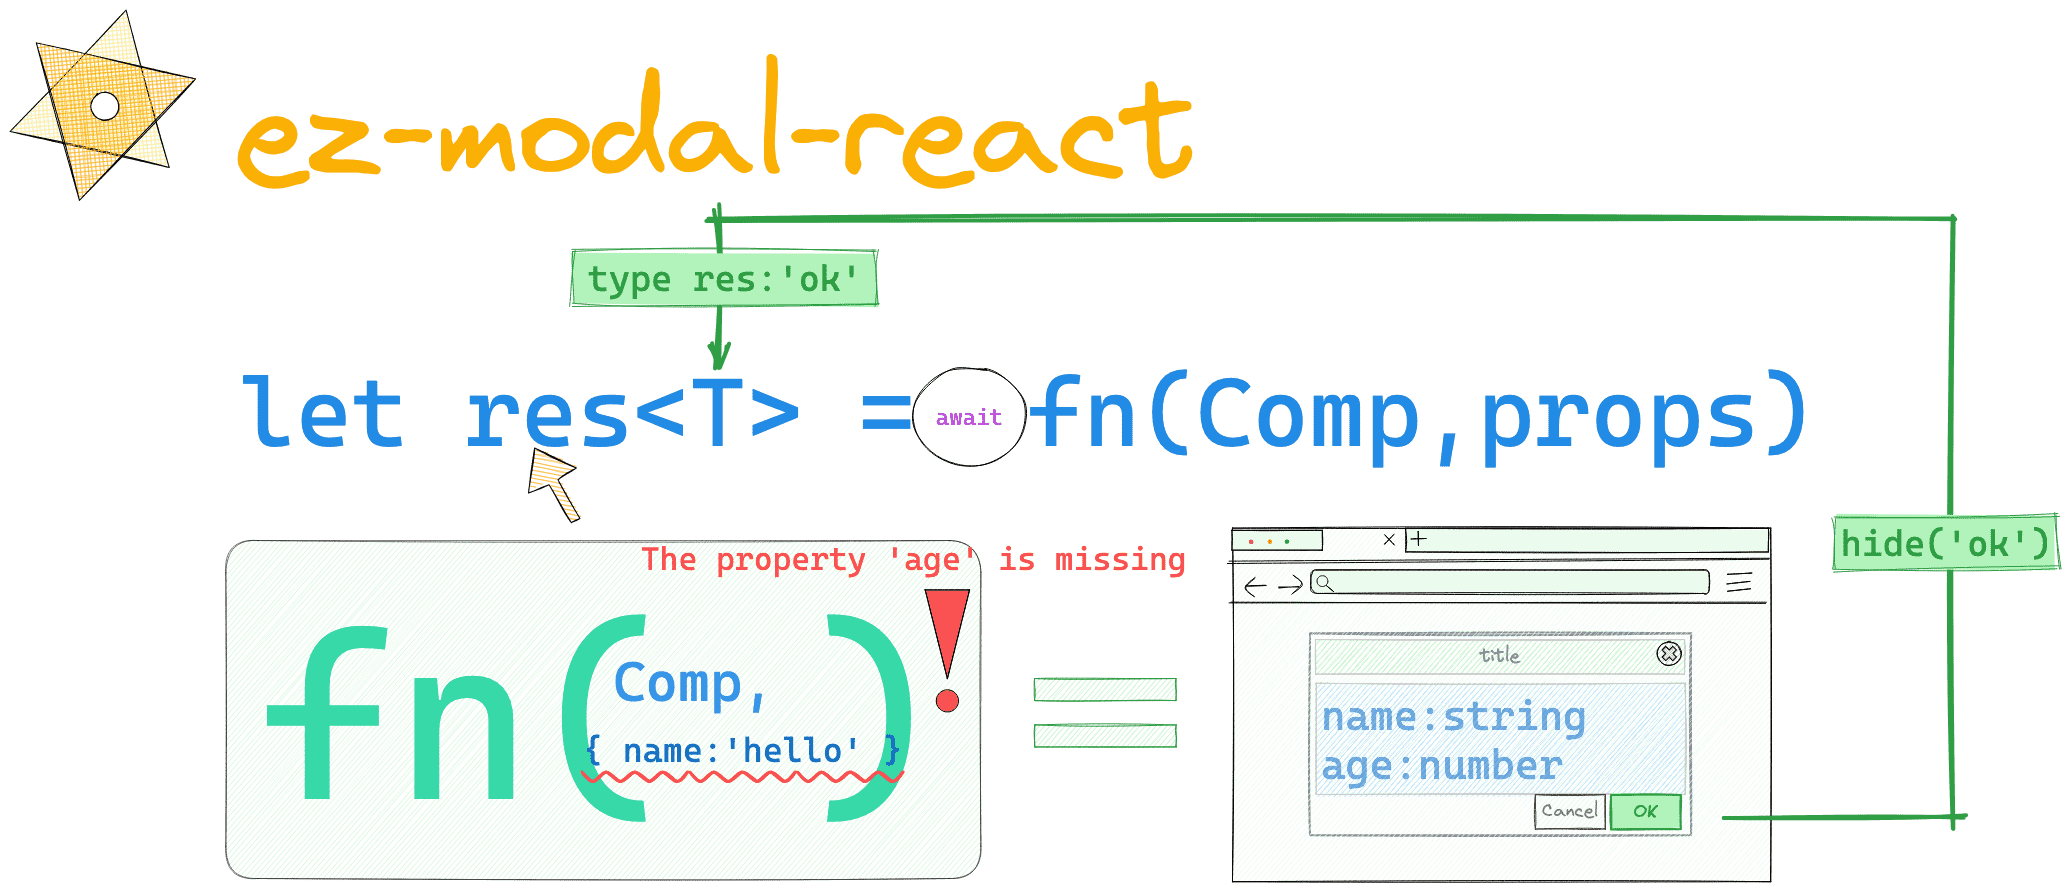 ez-modal-react
type res:'ok'
let res<T> = await fn(Comp,props)
hide('ok')
The property 'age' is missing
fn(
Comp,
{ name:'hello' }
)
title
name:string
age:number
Cancel
OK